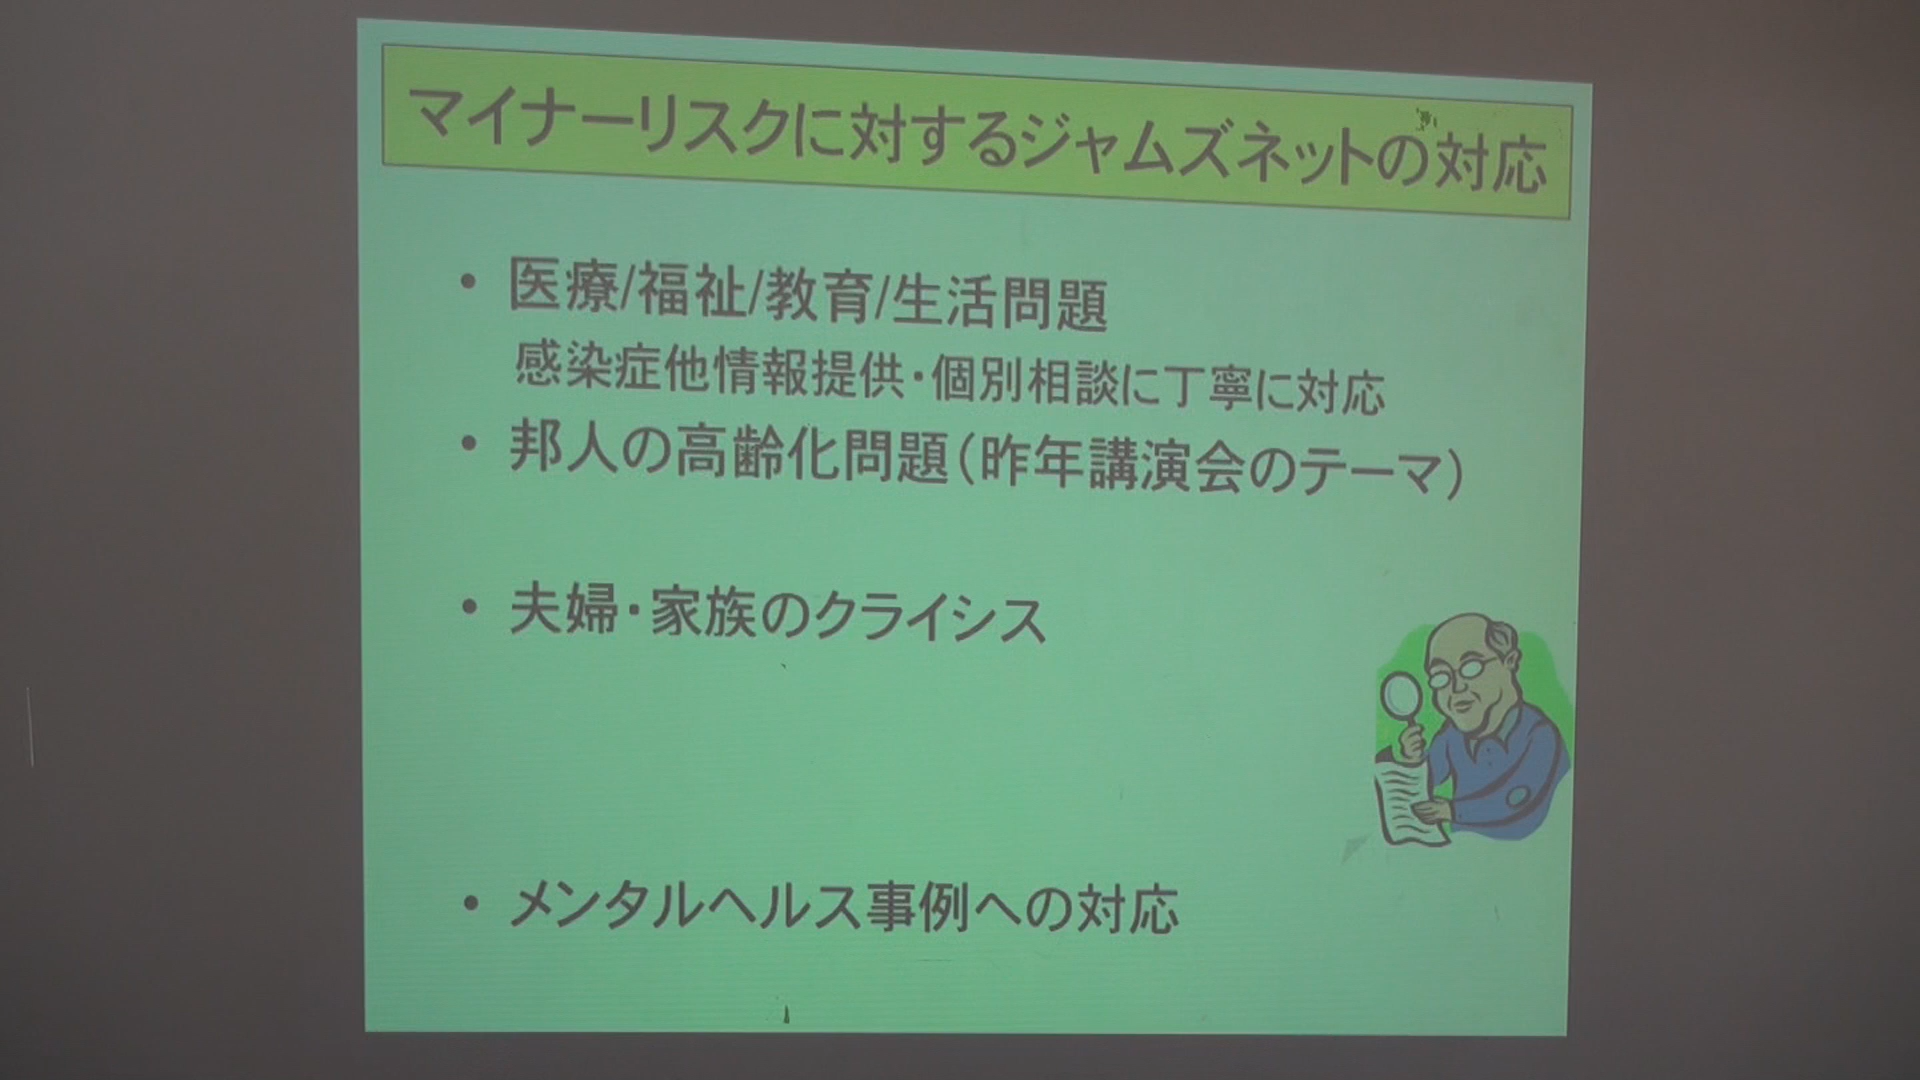 マイナーリスクに対するジャムズネットの対応
・ 医療/福祉/教育/生活問題
感染症他情報提供・個別相談に丁寧に対応
・ 邦人の高齢化問題(昨年講演会のテーマ)
・ 夫婦・家族のクライシス
・ メンタルヘルス事例への対応